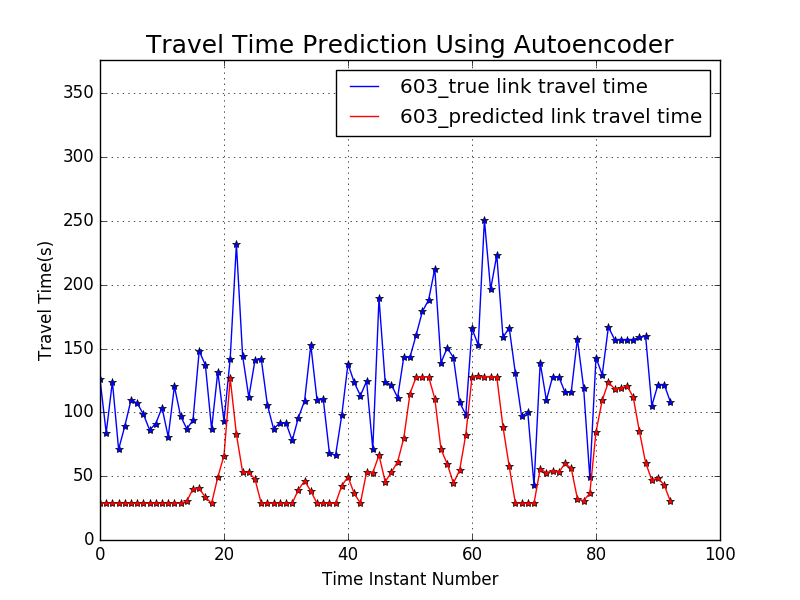 Travel Time Prediction Using Autoencoder
603_true link travel time
603_predicted link travel time
Travel Time(s)
350
300
250
200
150
100
50
0
0 20 40 60 80 100
Time Instant Number